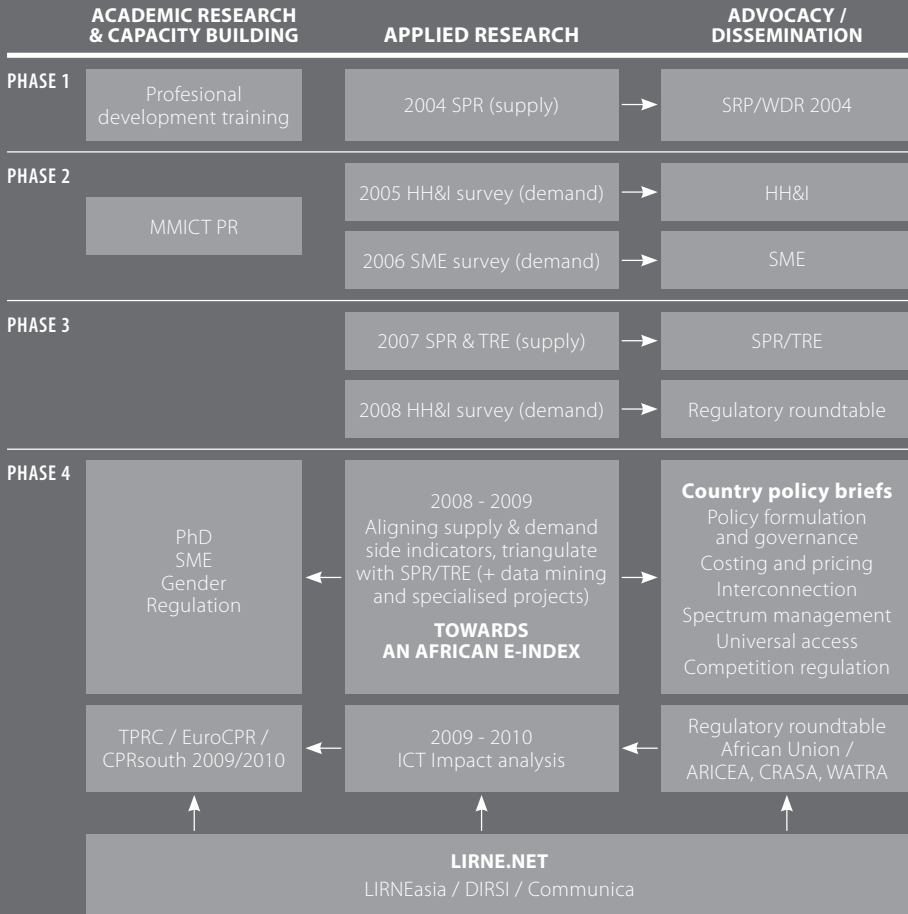 ACADEMIC RESEARCH
& CAPACITY BUILDING
APPLIED RESEARCH
ADVOCACY /
DISSEMINATION
PHASE 1
Profesional
development training
2004 SPR (supply)
SRP/WDR 2004
PHASE 2
MMICT PR
2005 HH&I survey (demand)
HH&I
2006 SME survey (demand)
SME
PHASE 3
2007 SPR & TRE (supply)
SPR/TRE
2008 HH&I survey (demand)
Regulatory roundtable
PHASE 4
PhD
SME
Gender
Regulation
2008 - 2009
Aligning supply & demand
side indicators, triangulate
with SPR/TRE (+ data mining
and specialised projects)
TOWARDS
AN AFRICAN E-INDEX
Country policy briefs
Policy formulation
and governance
Costing and pricing
Interconnection
Spectrum management
Universal access
Competition regulation
TPRC / EuroCPR /
CPRsouth 2009/2010
2009 - 2010
ICT Impact analysis
Regulatory roundtable
African Union /
ARICEA, CRASA, WATRA
LIRNE.NET
LIRNEasia / DIRSI / Communica